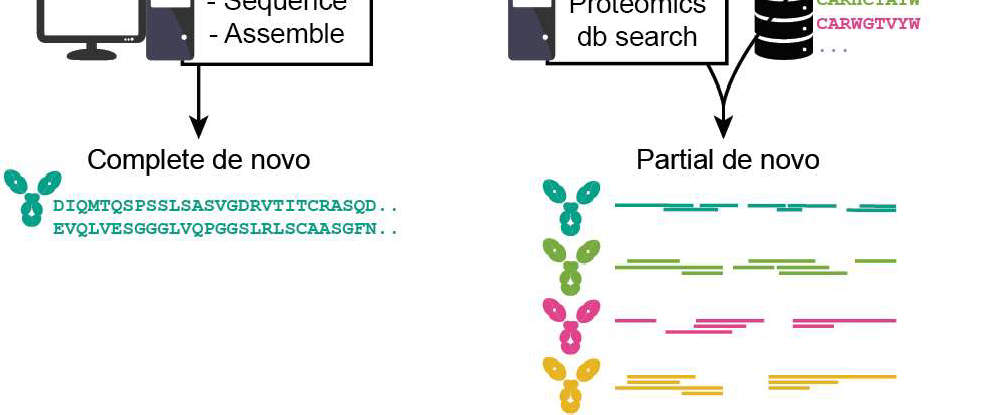 - Sequence
- Assemble
Proteomics
db search
CARWGTVYW
...
Complete de novo
Partial de novo
DIQMTQSPSSLSASVGDRVTITCRASQD..
EVQLVESGGGLVQPGGSLRLSCAASGFN..